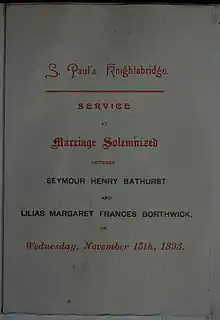 S. Paul's Knightsbridge.
SERVICE
AT
Marriage Solemnized
BETWEEN
SEYMOUR HENRY BATHURST
AND
LILIAS MARGARET FRANCES BORTHWICK,
ON
Wednesday, November 15th, 1893.